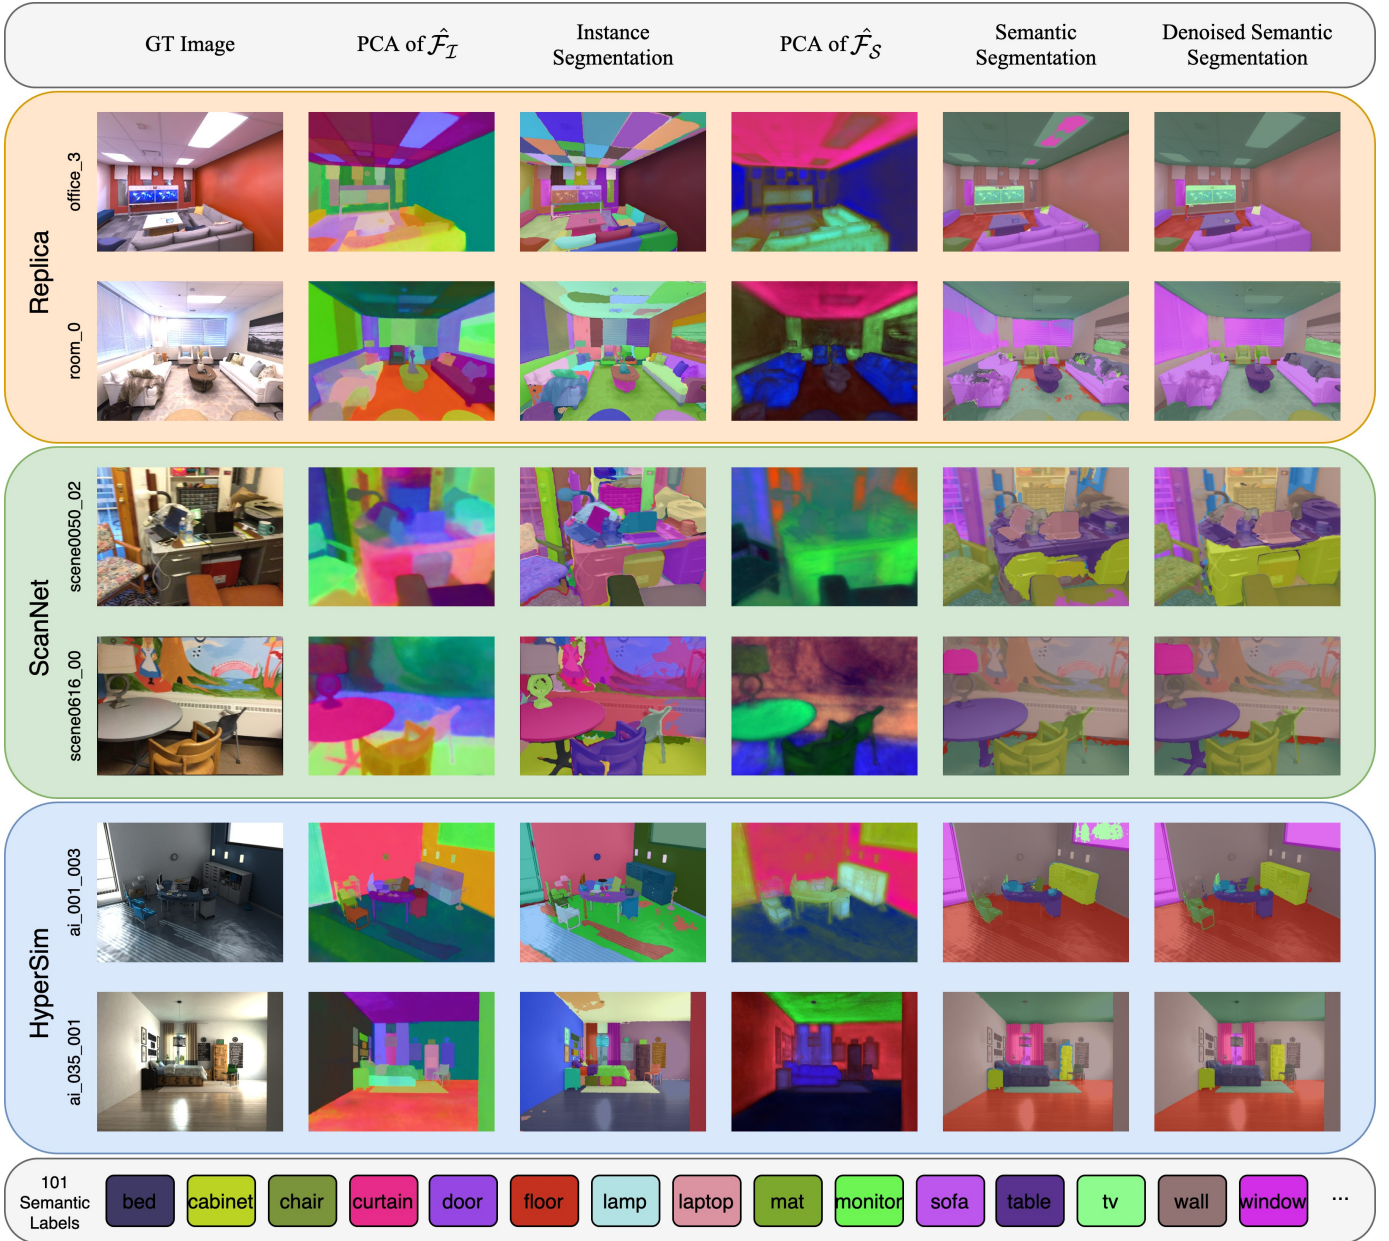 GT Image
PCA of $\hat{\mathcal{F}}_{\mathcal{I}}$
Instance
Segmentation
PCA of $\hat{\mathcal{F}}_{\mathcal{S}}$
Semantic
Segmentation
Denoised Semantic
Segmentation
Replica
office_3
room_0
ScanNet
scene0050_02
scene0616_00
HyperSim
ai_001_003
ai_035_001
101
Semantic
Labels
bed
cabinet
chair
curtain
door
floor
lamp
laptop
mat
monitor
sofa
table
tv
wall
window
...